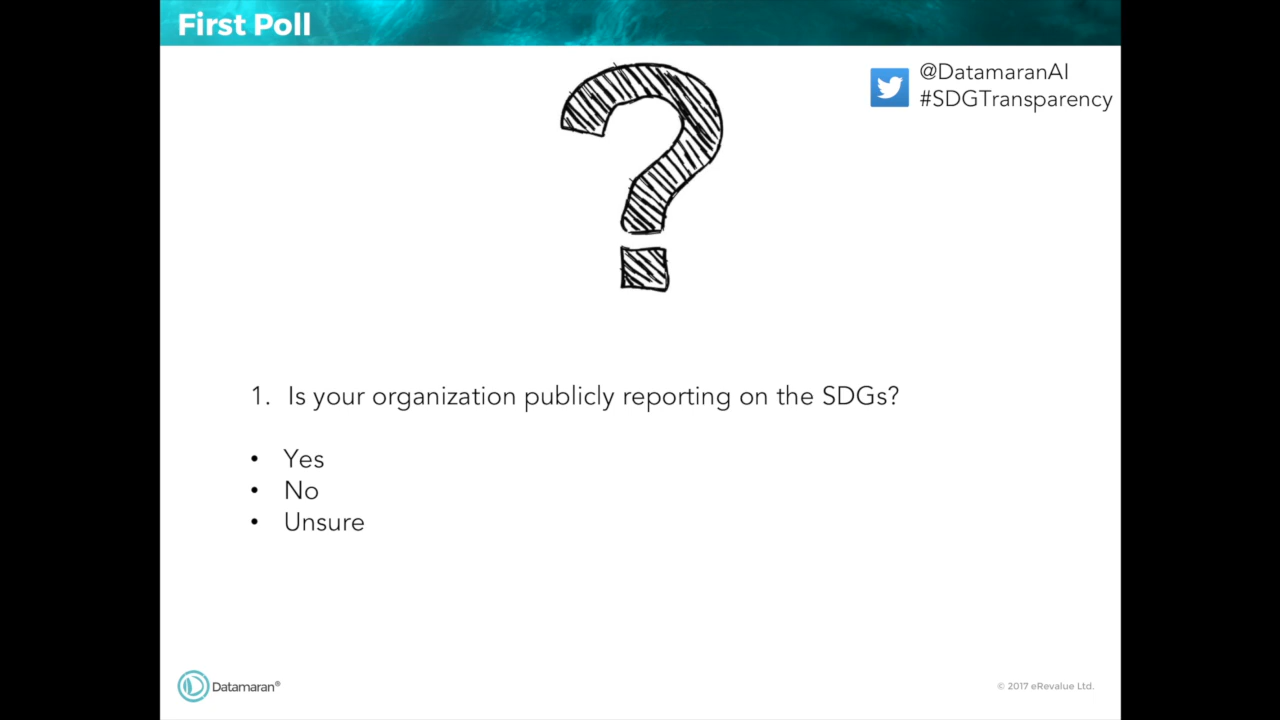 First Poll
@DatamaranAI
#SDGTransparency
1. Is your organization publicly reporting on the SDGs?
• Yes
• No
• Unsure
Datamaran®
© 2017 eRevalue Ltd.